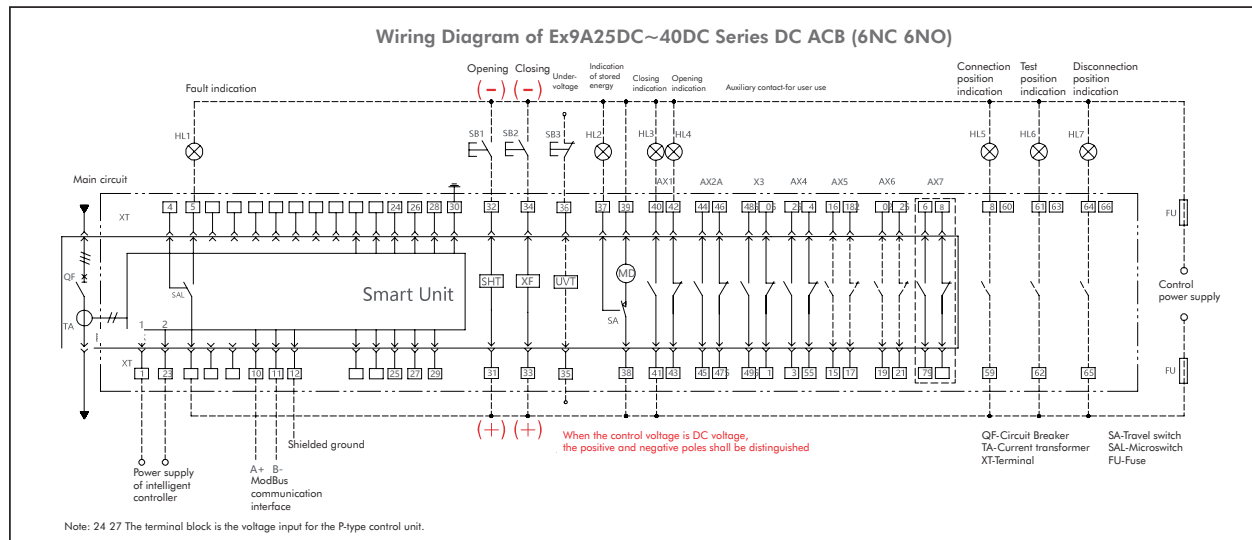 Wiring Diagram of Ex9A25DC~40DC Series DC ACB (6NC 6NO)
Opening
Closing
Under-
voltage
Indication
of stored
energy
Closing
indication
Opening
indication
Auxiliary contact-for user use
Connection
position
indication
Test
position
indication
Disconnection
position
indication
Fault indication
(-)
(-)
HL1
SB1
SB2
SB3
HL2
HL3
HL4
HL5
HL6
HL7
Main circuit
AX1
AX2A
X3
AX4
AX5
AX6
AX7
XT
4
5
24
26
28
30
32
34
36
37
39
40
42
44
46
16
6
8
8
60
61
63
64
66
FU
QF
SAL
Smart Unit
SHT
XF
UVT
MD
SA
Control
power supply
TA
1
2
XT
1
23
10
11
12
25
27
29
31
33
35
38
41
43
45
475
495
1
3
55
15
17
19
21
79
59
62
65
FU
(+)
(+)
When the control voltage is DC voltage,
the positive and negative poles shall be distinguished
Shielded ground
QF-Circuit Breaker
TA-Current transformer
XT-Terminal
SA-Travel switch
SAL-Microswitch
FU-Fuse
Power supply
of intelligent
controller
A+ B-
ModBus
communication
interface
Note: 24 27 The terminal block is the voltage input for the P-type control unit.